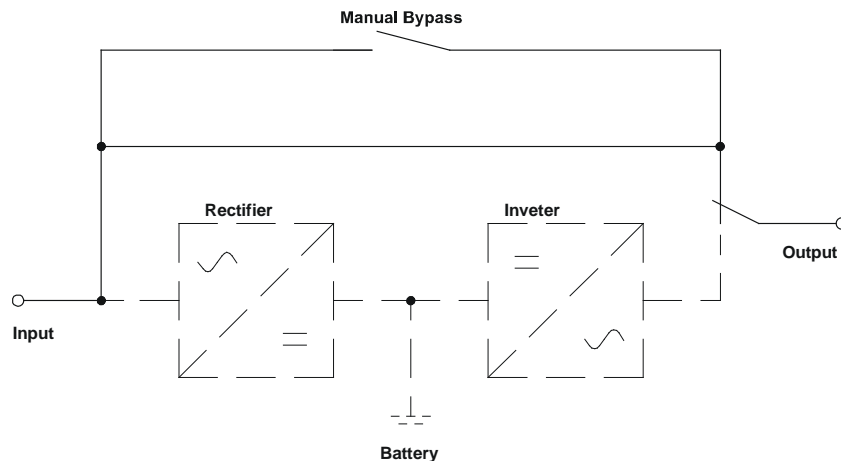 Manual Bypass
Rectifier
Inveter
Output
Input
Battery